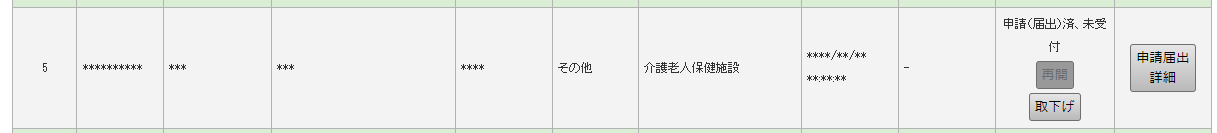 5
**********
***
***
****
その他
介護老人保健施設
****/**/**
**:**:**
-
申請(届出)済、未受
付
再開
取下げ
申請届出
詳細